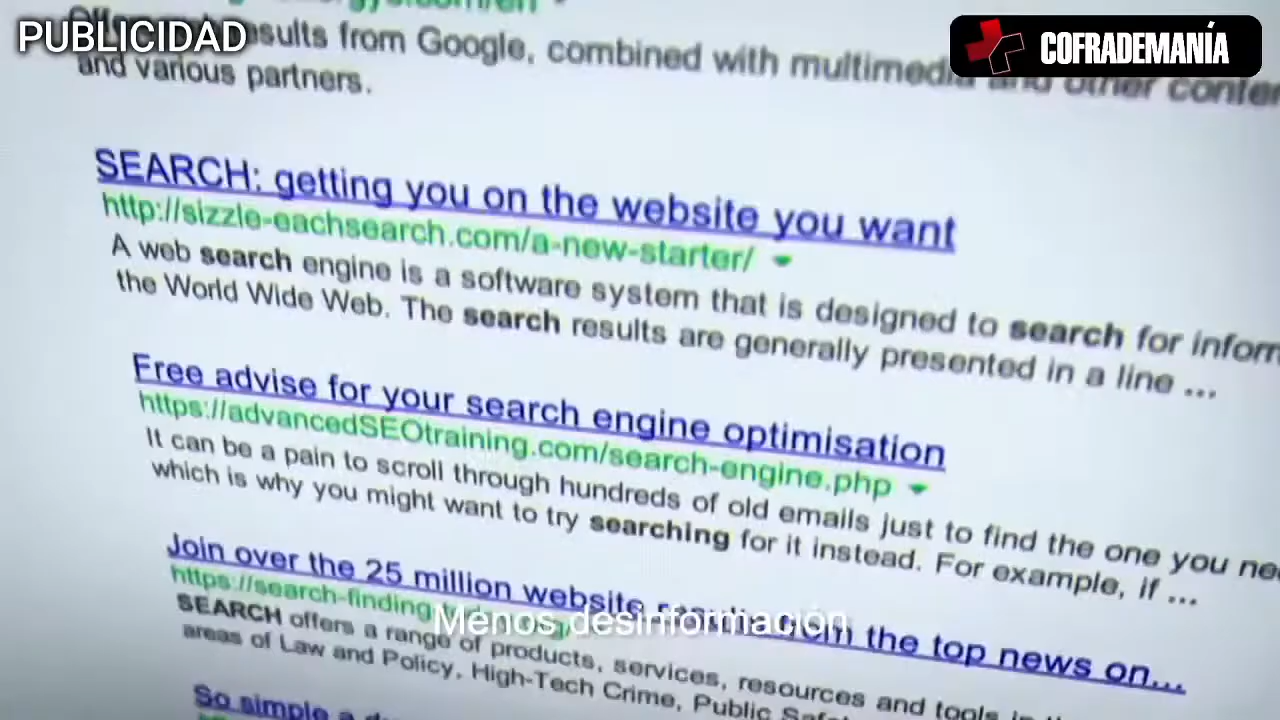 PUBLICIDAD
COFRADEMANÍA
results from Google, combined with multimedia and other
and various partners.
SEARCH: getting you on the website you want
http://sizzle-eachsearch.com/a-new-starter/
A web search engine is a software system that is designed to search for
the World Wide Web. The search results are generally presented in a line ...
Free advise for your search engine optimisation
https://advancedSEOtraining.com/search-engine.php
It can be a pain to scroll through hundreds of old emails just to find the one you
which is why you might want to try searching for it instead. For example, if ...
Join over the 25 million website the top news on...
https://search-finding
Menos desinformación
SEARCH offers a range of products, services, resources and tools
areas of Law and Policy, High-Tech Crime, Public
So simple a